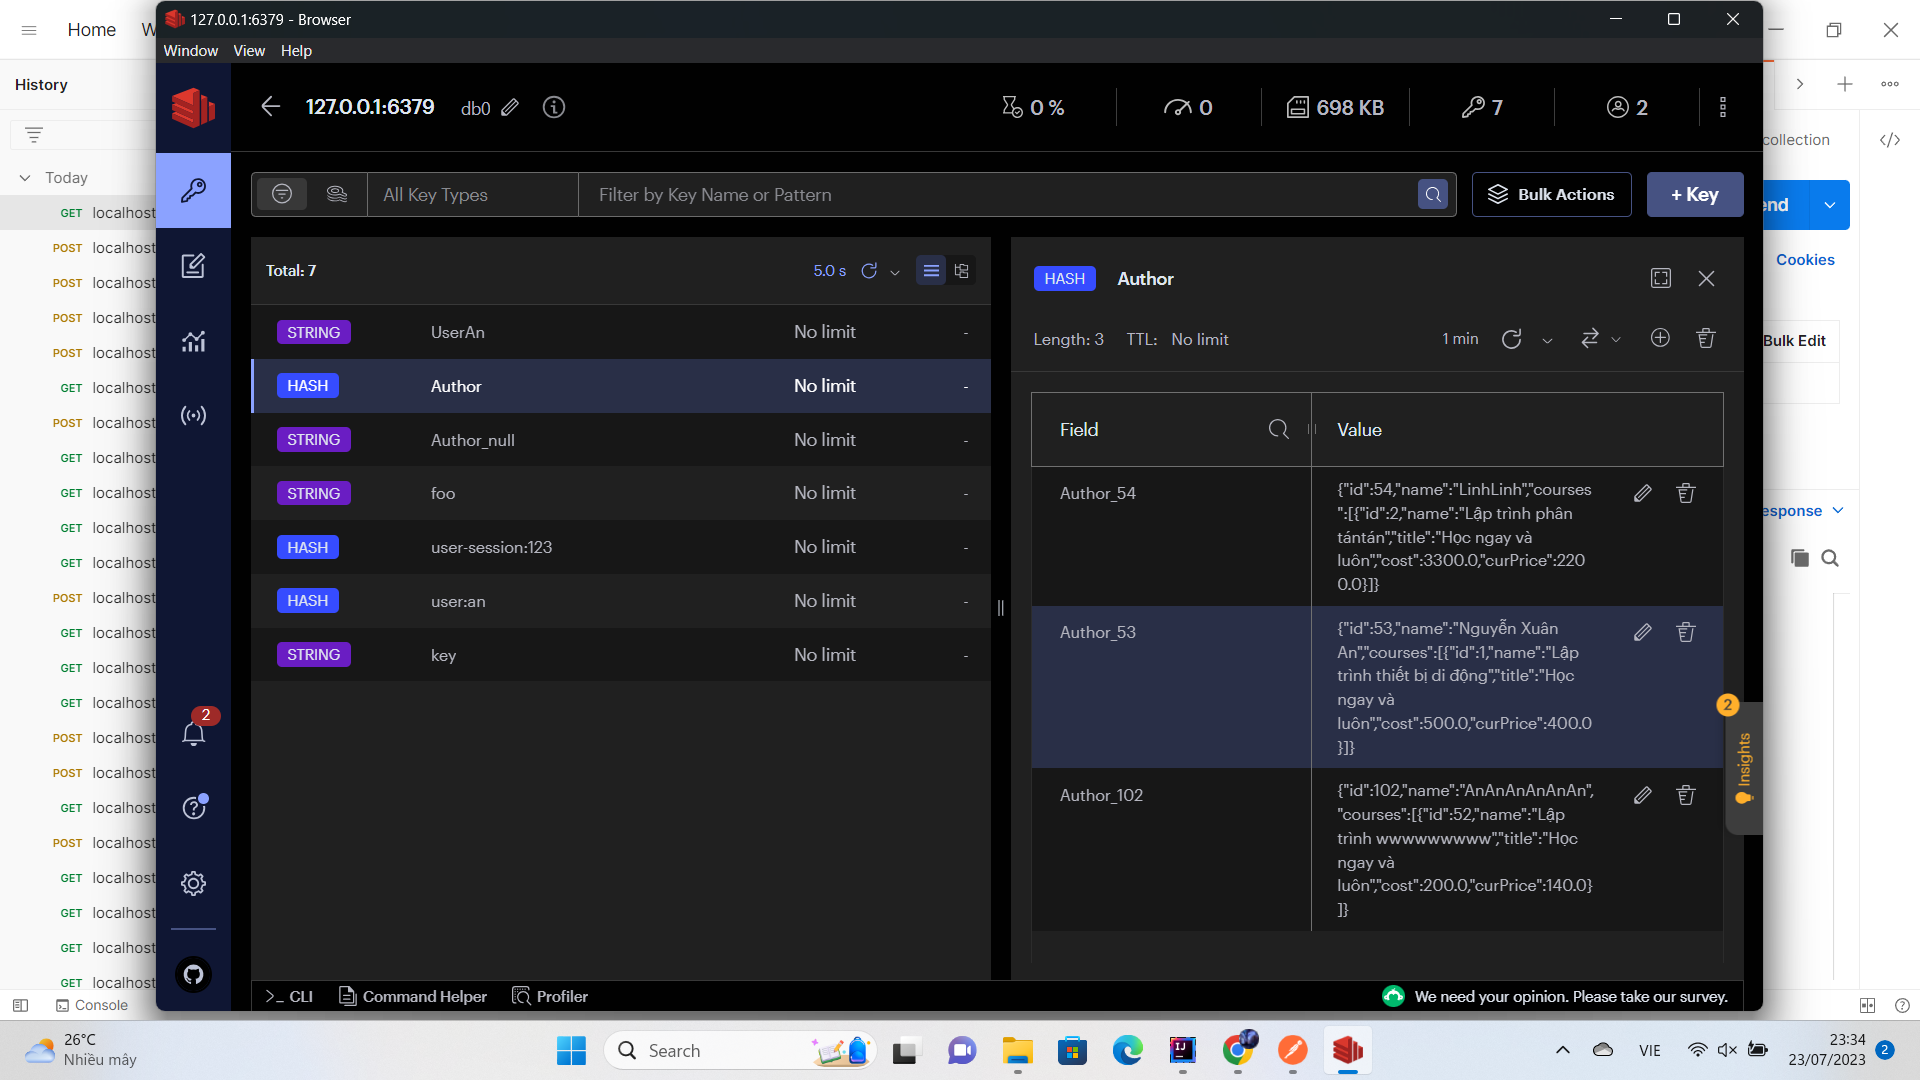 127.0.0.1:6379 - Browser
Window View Help
Home
History
Today
GET localhost
POST localhost
POST localhost
POST localhost
POST localhost
GET localhost
POST localhost
GET localhost
GET localhost
GET localhost
GET localhost
POST localhost
GET localhost
GET localhost
GET localhost
POST localhost
POST localhost
GET localhost
POST localhost
GET localhost
GET localhost
GET localhost
GET localhost
Console
127.0.0.1:6379 db0 0 % 0 698 KB 7 2
All Key Types Filter by Key Name or Pattern Bulk Actions + Key
Total: 7 5.0 s
STRING UserAn No limit -
HASH Author No limit -
STRING Author_null No limit -
STRING foo No limit -
HASH user-session:123 No limit -
HASH user:an No limit -
STRING key No limit -
2
HASH Author
Length: 3 TTL: No limit 1 min
Field Value
Author_54
{"id":54,"name":"LinhLinh","courses
":[{"id":2,"name":"Lập trình phân
tántán","title":"Học ngay và
luôn","cost":3300.0,"curPrice":220
0.0}]}
Author_53
{"id":53,"name":"Nguyễn Xuân
An","courses":[{"id":1,"name":"Lập
trình thiết bị di động","title":"Học
ngay và
luôn","cost":500.0,"curPrice":400.0
}]}
Author_102
{"id":102,"name":"AnAnAnAnAnAn",
"courses":[{"id":52,"name":"Lập
trình wwwwwwwww","title":"Học
ngay và
luôn","cost":200.0,"curPrice":140.0}
]}
2
Insights
>_ CLI Command Helper Profiler
We need your opinion. Please take our survey.
collection
</>
Cookies
Bulk Edit
26°C
Nhiều mây
Search
VIE
23:34
23/07/2023
2